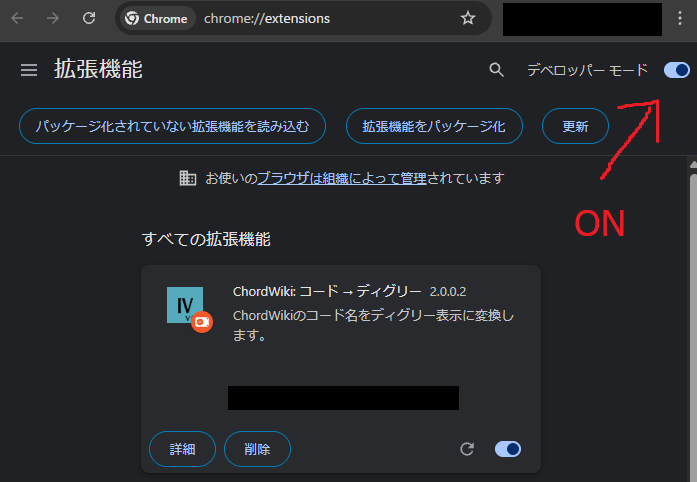 Chrome chrome://extensions
拡張機能
デベロッパー モード
パッケージ化されていない拡張機能を読み込む
拡張機能をパッケージ化
更新
ON
お使いのブラウザは組織によって管理されています
すべての拡張機能
IV
V
ChordWiki: コード → ディグリー 2.0.0.2
ChordWikiのコード名をディグリー表示に変換し
ます。
詳細
削除